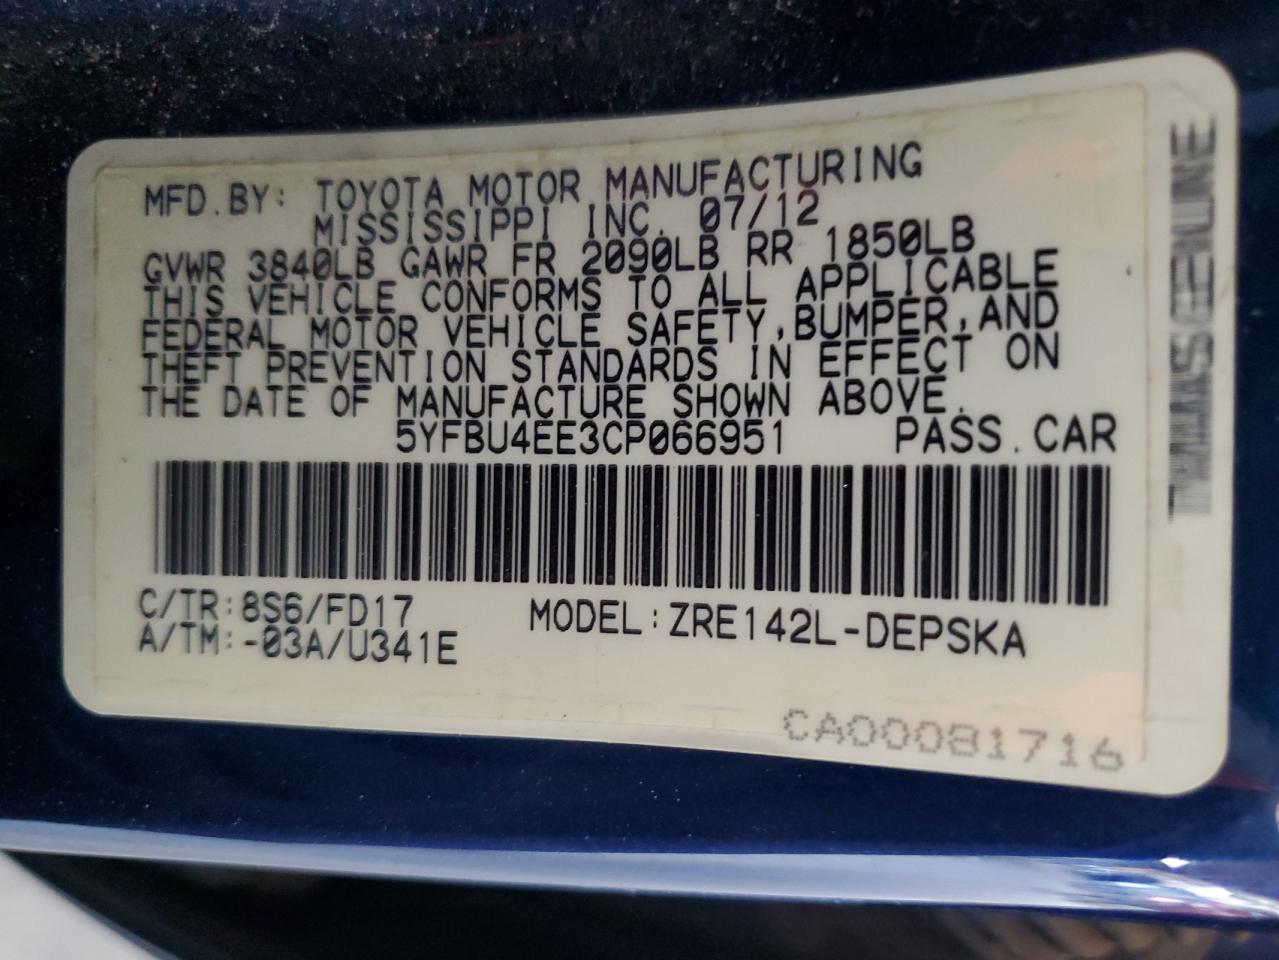 MFD.BY: TOYOTA MOTOR MANUFACTURING
MISSISSIPPI INC. 07/12
GVWR 3840LB GAWR FR 2090LB RR 1850LB
THIS VEHICLE CONFORMS TO ALL APPLICABLE
FEDERAL MOTOR VEHICLE SAFETY,BUMPER,AND
THEFT PREVENTION STANDARDS IN EFFECT ON
THE DATE OF MANUFACTURE SHOWN ABOVE.
5YFBU4EE3CP066951 PASS.CAR
C/TR:8S6/FD17 MODEL:ZRE142L-DEPSKA
A/TM:-03A/U341E
CA00081716